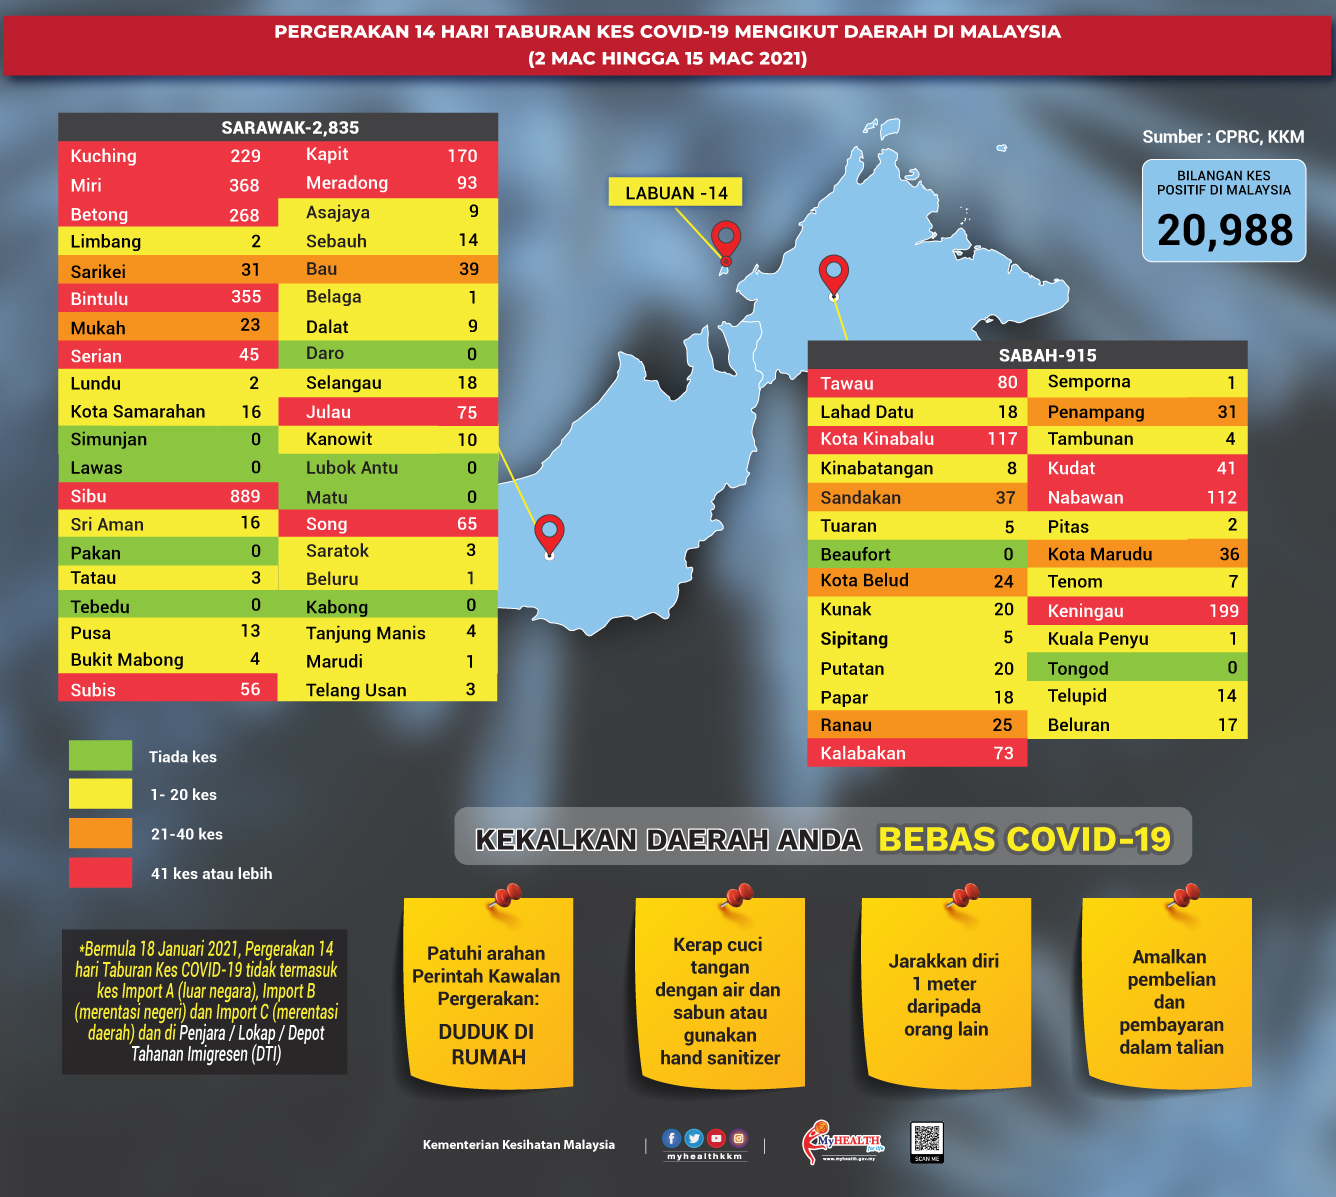 PERGERAKAN 14 HARI TABURAN KES COVID-19 MENGIKUT DAERAH DI MALAYSIA
(2 MAC HINGGA 15 MAC 2021)
Sumber : CPRC, KKM
BILANGAN KES
POSITIF DI MALAYSIA
20,988
LABUAN -14
SARAWAK-2,835
Kuching 229 Kapit 170
Miri 368 Meradong 93
Betong 268 Asajaya 9
Limbang 2 Sebauh 14
Sarikei 31 Bau 39
Bintulu 355 Belaga 1
Mukah 23 Dalat 9
Serian 45 Daro 0
Lundu 2 Selangau 18
Kota Samarahan 16 Julau 75
Simunjan 0 Kanowit 10
Lawas 0 Lubok Antu 0
Sibu 889 Matu 0
Sri Aman 16 Song 65
Pakan 0 Saratok 3
Tatau 3 Beluru 1
Tebedu 0 Kabong 0
Pusa 13 Tanjung Manis 4
Bukit Mabong 4 Marudi 1
Subis 56 Telang Usan 3
SABAH-915
Tawau 80 Semporna 1
Lahad Datu 18 Penampang 31
Kota Kinabalu 117 Tambunan 4
Kinabatangan 8 Kudat 41
Sandakan 37 Nabawan 112
Tuaran 5 Pitas 2
Beaufort 0 Kota Marudu 36
Kota Belud 24 Tenom 7
Kunak 20 Keningau 199
Sipitang 5 Kuala Penyu 1
Putatan 20 Tongod 0
Papar 18 Telupid 14
Ranau 25 Beluran 17
Kalabakan 73
Tiada kes
1- 20 kes
21-40 kes
41 kes atau lebih
KEKALKAN DAERAH ANDA BEBAS COVID-19
*Bermula 18 Januari 2021, Pergerakan 14
hari Taburan Kes COVID-19 tidak termasuk
kes Import A (luar negara), Import B
(merentasi negeri) dan Import C (merentasi
daerah) dan di Penjara / Lokap / Depot
Tahanan Imigresen (DTI)
Patuhi arahan
Perintah Kawalan
Pergerakan:
DUDUK DI
RUMAH
Kerap cuci
tangan
dengan air dan
sabun atau
gunakan
hand sanitizer
Jarakkan diri
1 meter
daripada
orang lain
Amalkan
pembelian
dan
pembayaran
dalam talian
Kementerian Kesihatan Malaysia
myhealthkkm
MyHEALTH
for life
www.myhealth.gov.my
SCAN ME